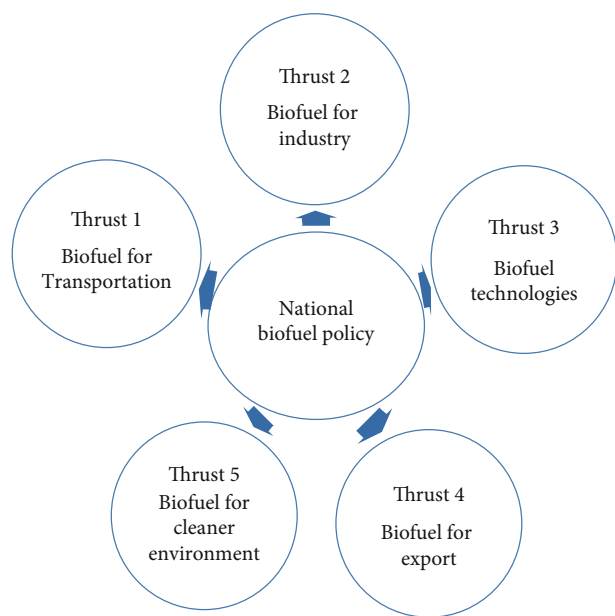 Thrust 2
Biofuel for
industry
Thrust 1
Biofuel for
Transportation
Thrust 3
Biofuel
technologies
National
biofuel policy
Thrust 5
Biofuel for
cleaner
environment
Thrust 4
Biofuel for
export